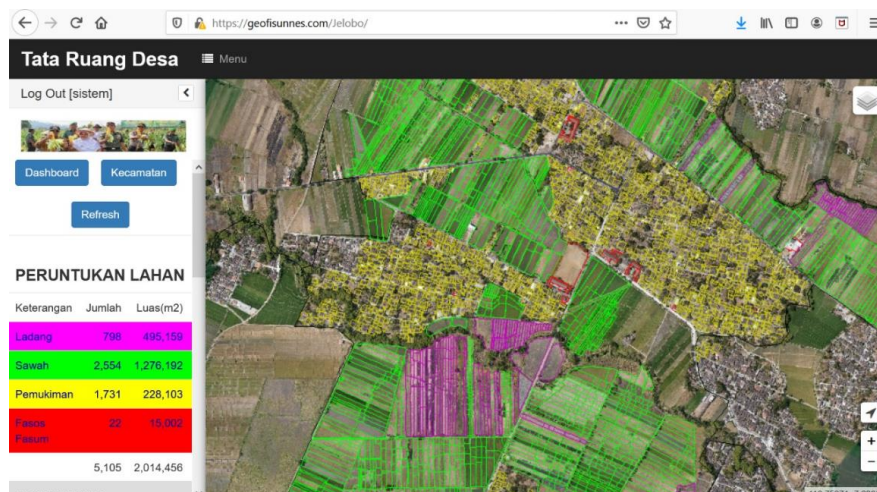 https://geofisunnes.com/Jelobo/
Tata Ruang Desa Menu
Log Out [sistem]
Dashboard Kecamatan
Refresh
PERUNTUKAN LAHAN
Keterangan Jumlah Luas(m2)
Ladang 798 495,159
Sawah 2,554 1,276,192
Pemukiman 1,731 228,103
Fasos 22 15,002
Fasum
5,105 2,014,456